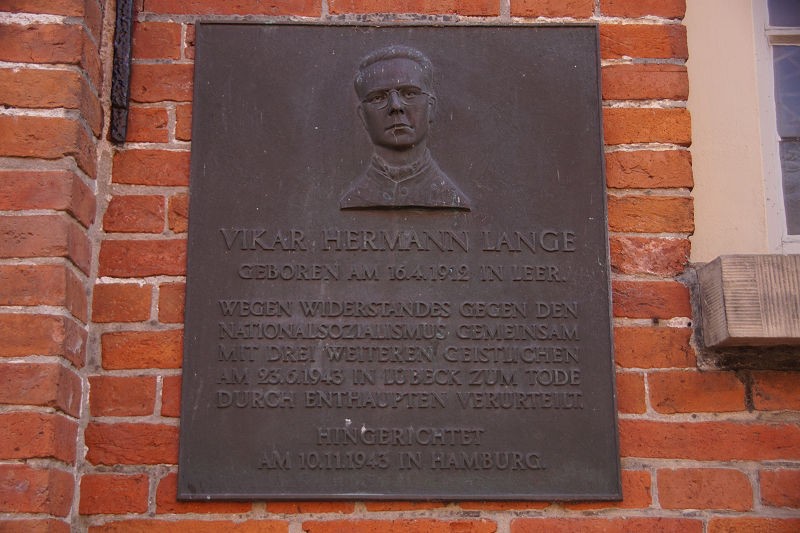 VIKAR HERMANN LANGE
GEBOREN AM 16.4.1912 IN LEER.
WEGEN WIDERSTANDES GEGEN DEN
NATIONALSOZIALISMUS GEMEINSAM
MIT DREI WEITEREN GEISTLICHEN
AM 23.6.1943 IN LÜBECK ZUM TODE
DURCH ENTHAUPTEN VERURTEILT.
HINGERICHTET
AM 10.11.1943 IN HAMBURG.